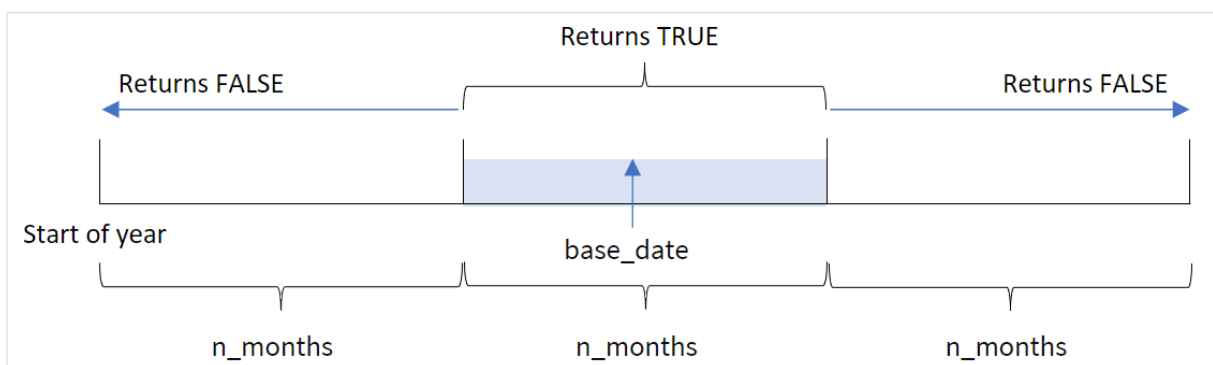 Returns TRUE
Returns FALSE
Returns FALSE
Start of year
base_date
n_months
n_months
n_months